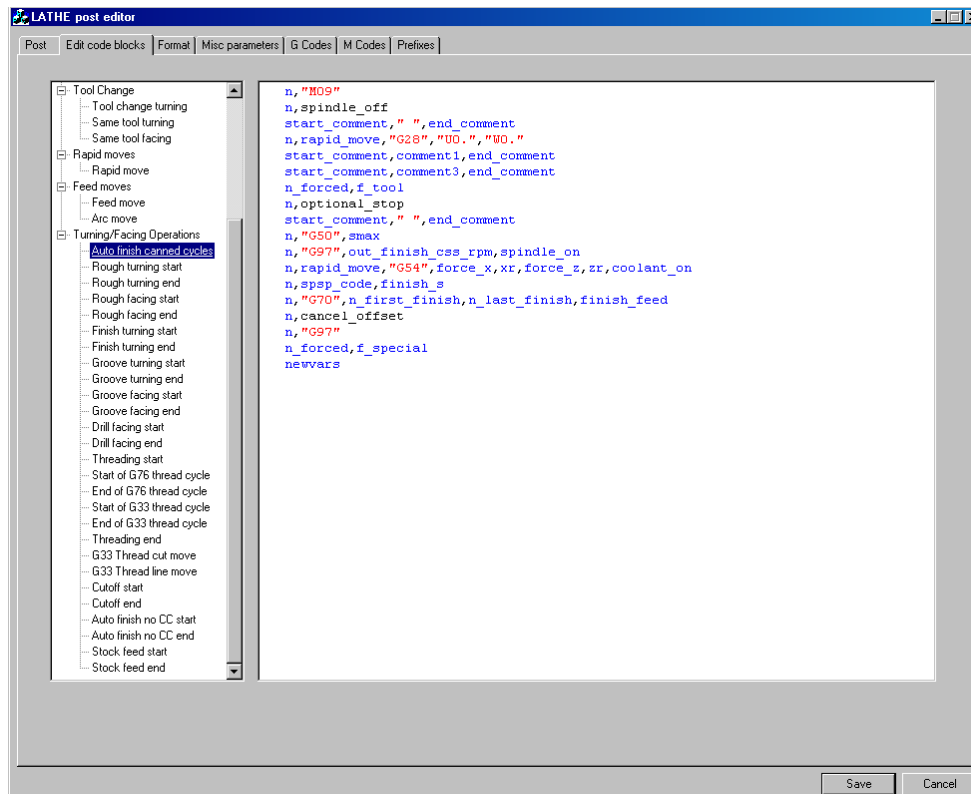 LATHE post editor
Post Edit code blocks Format Misc parameters G Codes M Codes Prefixes
Tool Change
Tool change turning
Same tool turning
Same tool facing
Rapid moves
Rapid move
Feed moves
Feed move
Arc move
Turning/Facing Operations
Auto finish canned cycles
Rough turning start
Rough turning end
Rough facing start
Rough facing end
Finish turning start
Finish turning end
Groove turning start
Groove turning end
Groove facing start
Groove facing end
Drill facing start
Drill facing end
Threading start
Start of G76 thread cycle
End of G76 thread cycle
Start of G33 thread cycle
End of G33 thread cycle
Threading end
G33 Thread cut move
G33 Thread line move
Cutoff start
Cutoff end
Auto finish no CC start
Auto finish no CC end
Stock feed start
Stock feed end
n,"M09"
n,spindle_off
start_comment," ",end_comment
n,rapid_move,"G28","U0.","W0."
start_comment,comment1,end_comment
start_comment,comment3,end_comment
n_forced,f_tool
n,optional_stop
start_comment," ",end_comment
n,"G50",smax
n,"G97",out_finish_css_rpm,spindle_on
n,rapid_move,"G54",force_x,xr,force_z,zr,coolant_on
n,spsp_code,finish_s
n,"G70",n_first_finish,n_last_finish,finish_feed
n,cancel_offset
n,"G97"
n_forced,f_special
newvars
Save Cancel